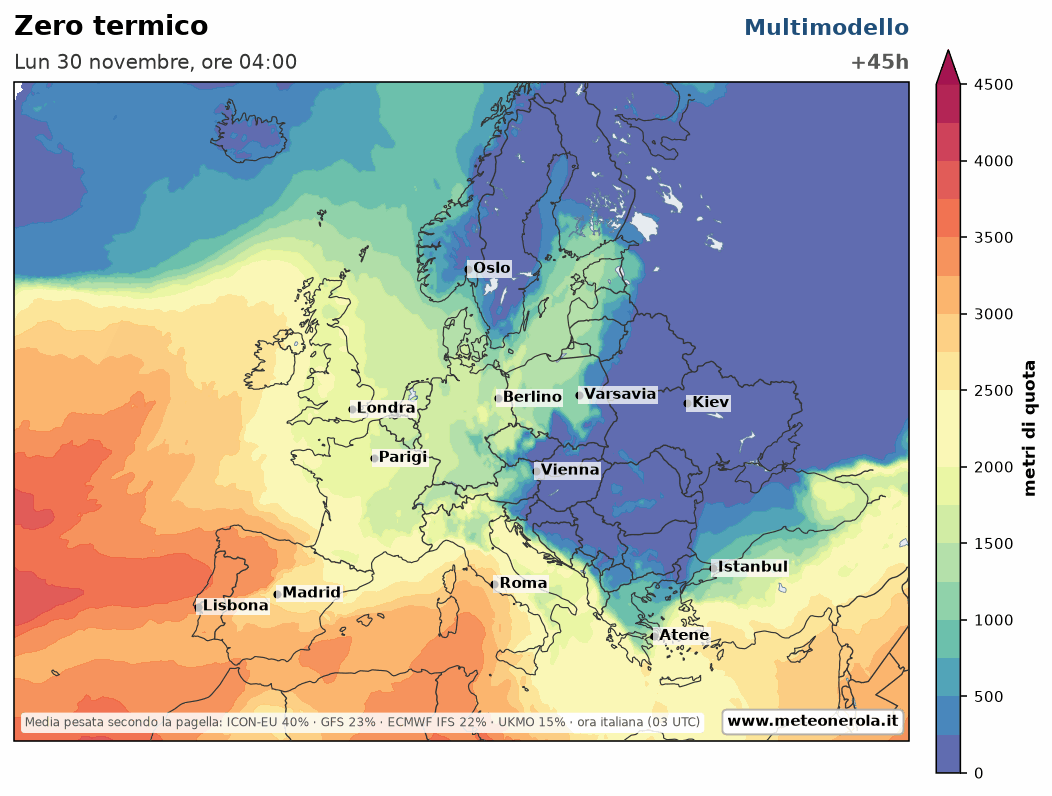 Zero termico
Multimodello
Lun 30 novembre, ore 04:00
+45h
4500
4000
3500
3000
2500
2000
1500
1000
500
0
metri di quota
Oslo
Berlino
Varsavia
Kiev
Londra
Parigi
Vienna
Istanbul
Roma
Madrid
Lisbona
Atene
Media pesata secondo la pagella: ICON-EU 40% · GFS 23% · ECMWF IFS 22% · UKMO 15% · ora italiana (03 UTC)
www.meteonerola.it